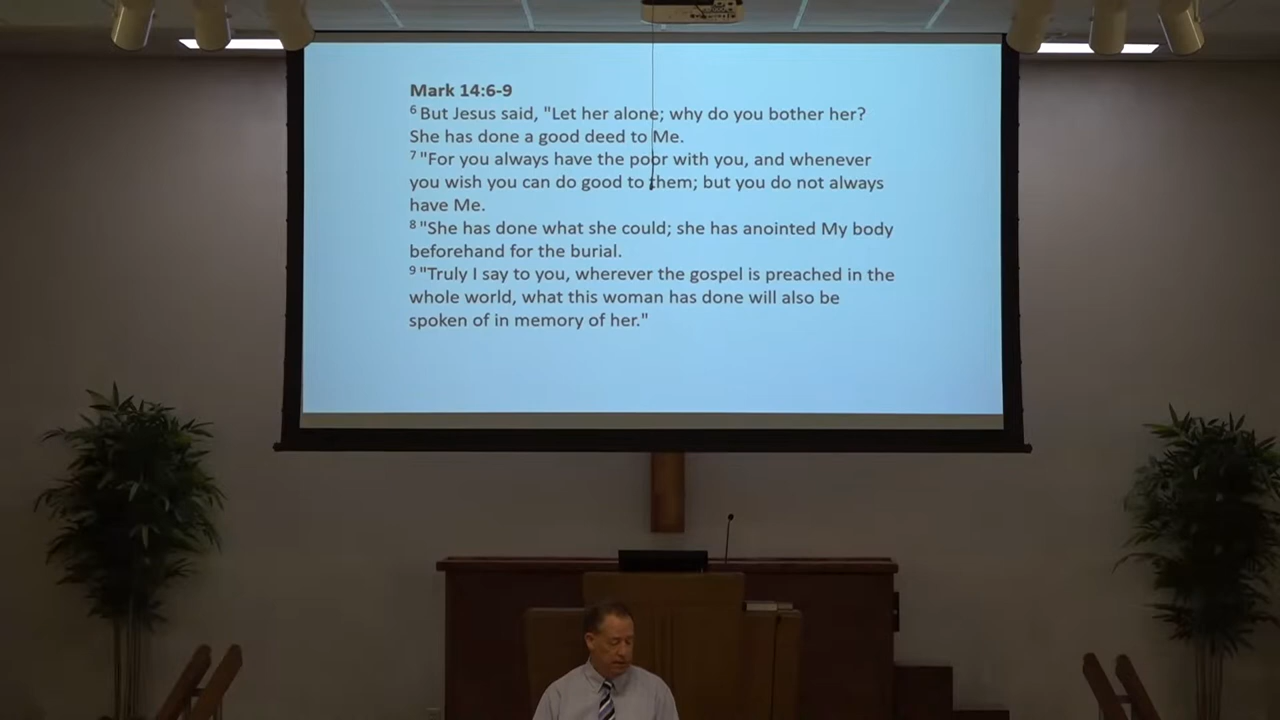 Mark 14:6-9
6 But Jesus said, "Let her alone; why do you bother her?
She has done a good deed to Me.
7 "For you always have the poor with you, and whenever
you wish you can do good to them; but you do not always
have Me.
8 "She has done what she could; she has anointed My body
beforehand for the burial.
9 "Truly I say to you, wherever the gospel is preached in the
whole world, what this woman has done will also be
spoken of in memory of her."